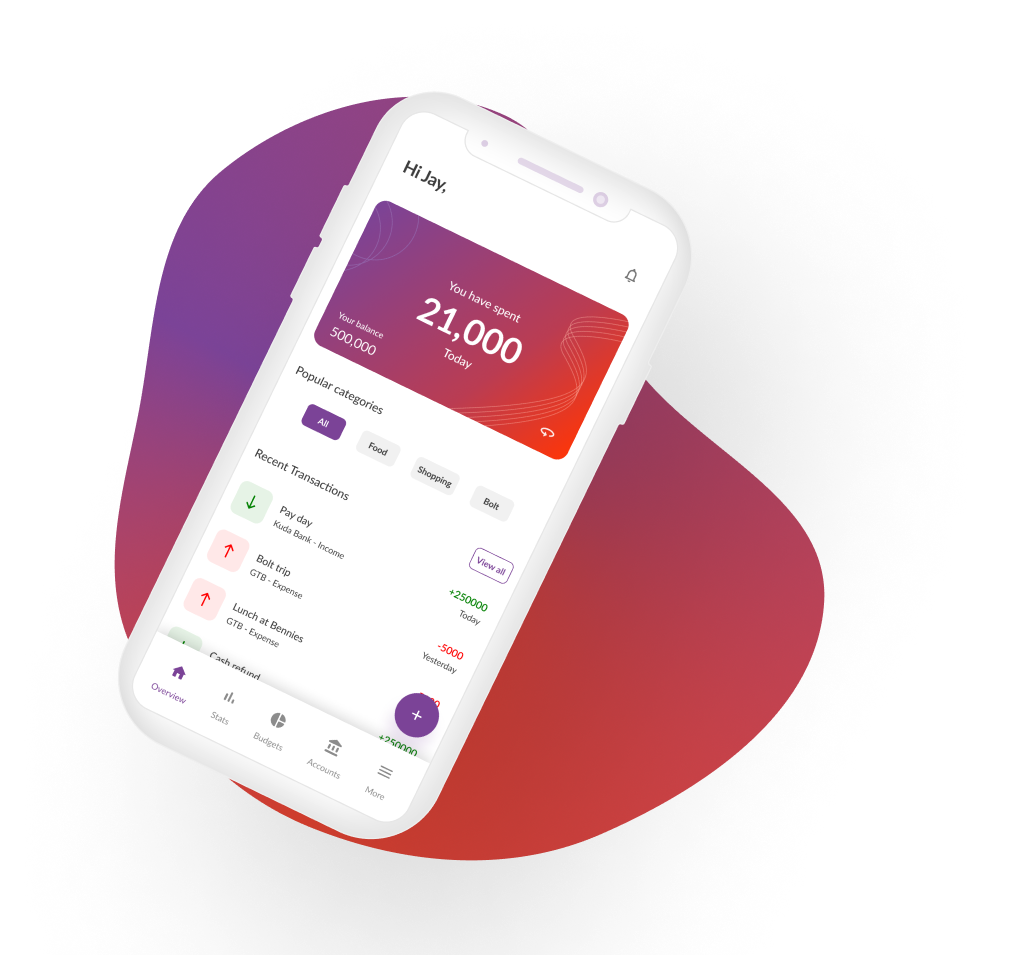 Hi Jay,
You have spent
21,000
Today
Your balance
500,000
Popular categories
All
Food
Shopping
Bolt
Recent Transactions
View all
Pay day
Kuda Bank - Income
+250000
Today
Bolt trip
GTB - Expense
-5000
Yesterday
Lunch at Bennies
GTB - Expense
Cash refund
+250000
+
Overview
Stats
Budgets
Accounts
More